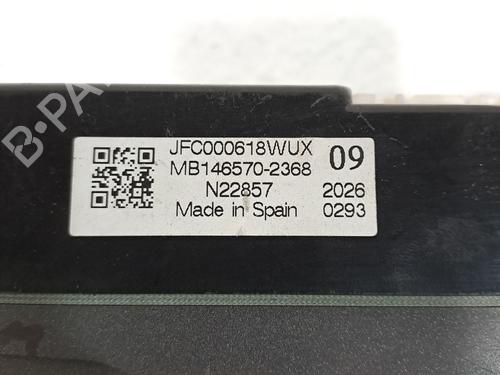 JFC000618WUX 09
MB146570-2368
N22857 2026
Made in Spain 0293
B-PA